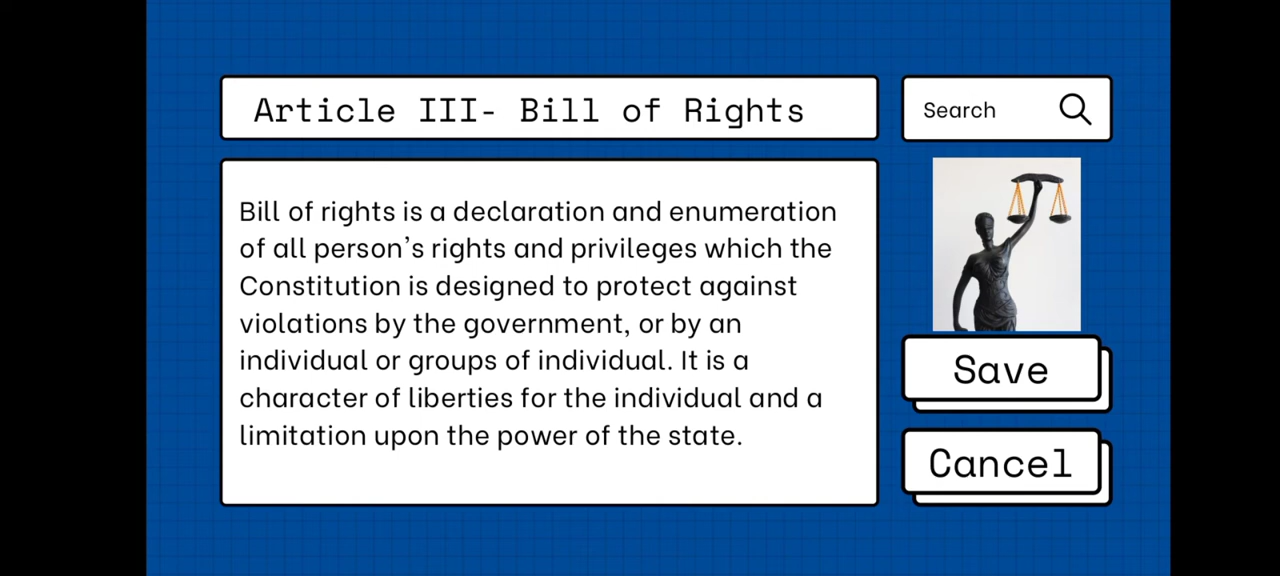 Article III- Bill of Rights
Search
Bill of rights is a declaration and enumeration
of all person's rights and privileges which the
Constitution is designed to protect against
violations by the government, or by an
individual or groups of individual. It is a
character of liberties for the individual and a
limitation upon the power of the state.
Save
Cancel